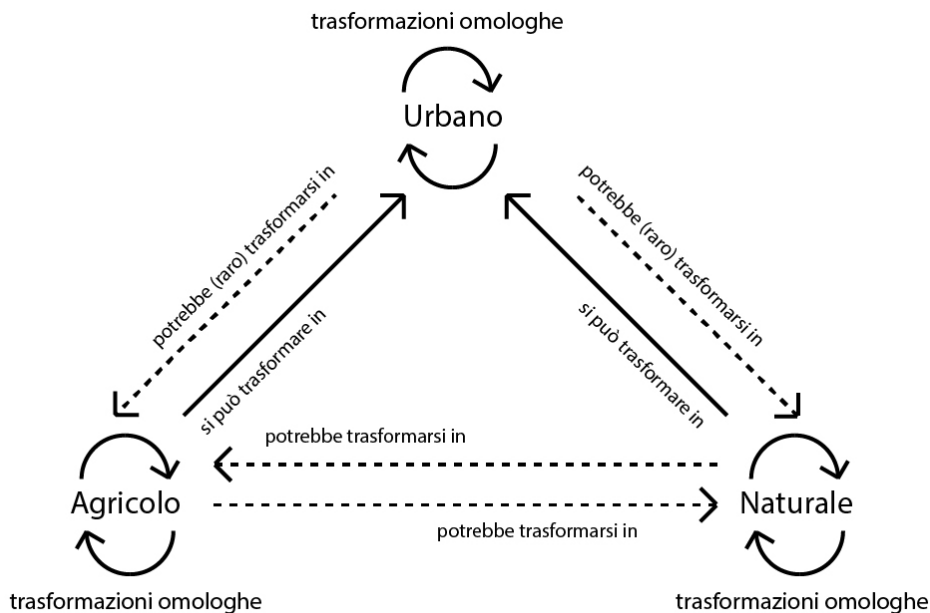 trasformazioni omologhe
Urbano
potrebbe (raro) trasformarsi in
potrebbe (raro) trasformarsi in
si può trasformare in
si può trasformare in
potrebbe trasformarsi in
Agricolo
Naturale
potrebbe trasformarsi in
trasformazioni omologhe
trasformazioni omologhe